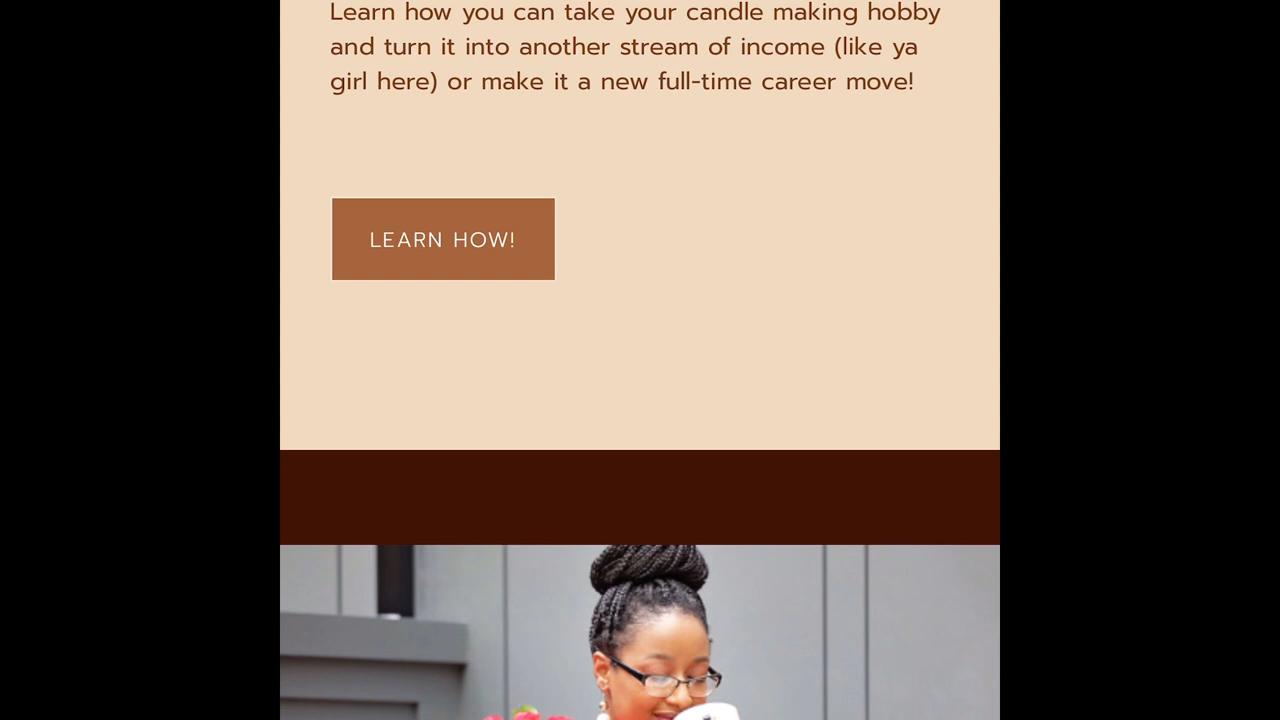 Learn how you can take your candle making hobby
and turn it into another stream of income (like ya
girl here) or make it a new full-time career move!
LEARN HOW!